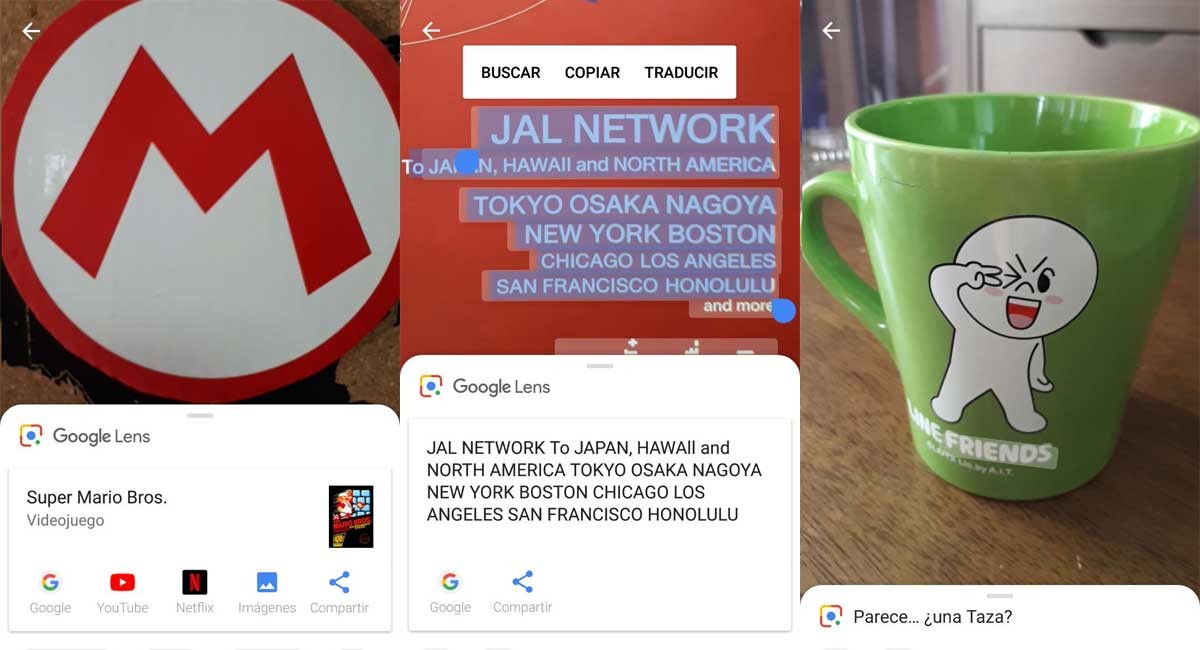 M
Google Lens
Super Mario Bros.
Videojuego
Google
YouTube
Netflix
Imágenes
Compartir
BUSCAR
COPIAR
TRADUCIR
JAL NETWORK
To JAPAN, HAWAII and NORTH AMERICA
TOKYO OSAKA NAGOYA
NEW YORK BOSTON
CHICAGO LOS ANGELES
SAN FRANCISCO HONOLULU
and more
Google Lens
JAL NETWORK To JAPAN, HAWAll and
NORTH AMERICA TOKYO OSAKA NAGOYA
NEW YORK BOSTON CHICAGO LOS
ANGELES SAN FRANCISCO HONOLULU
Google
Compartir
LINE FRIENDS
by A.I.T.
Parece... ¿una Taza?